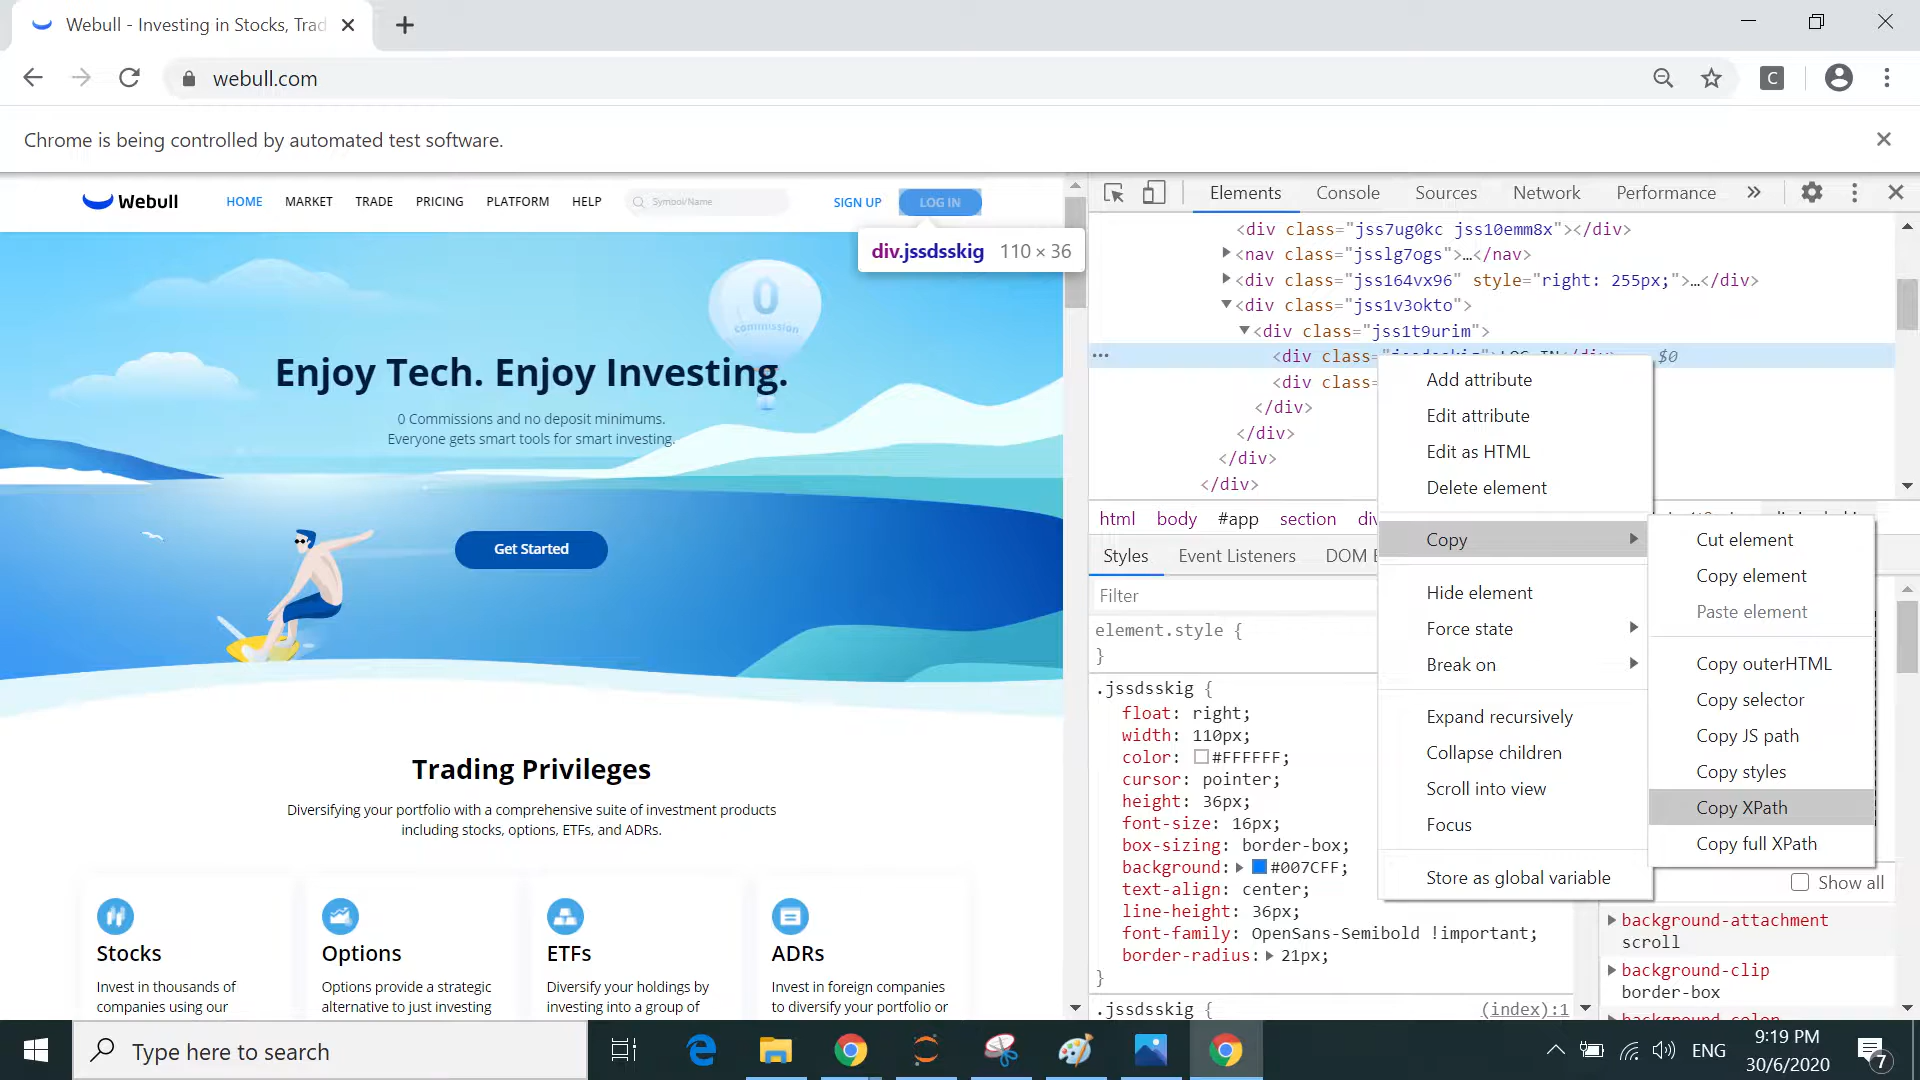 Webull - Investing in Stocks, Trad
webull.com
C
Chrome is being controlled by automated test software.
Webull
HOME
MARKET
TRADE
PRICING
PLATFORM
HELP
Symbol/Name
SIGN UP
LOG IN
div.jssdsskig 110 × 36
0
commission
Enjoy Tech. Enjoy Investing.
0 Commissions and no deposit minimums.
Everyone gets smart tools for smart investing.
Get Started
Trading Privileges
Diversifying your portfolio with a comprehensive suite of investment products
including stocks, options, ETFs, and ADRs.
Stocks
Invest in thousands of
companies using our
Options
Options provide a strategic
alternative to just investing
ETFs
Diversify your holdings by
investing into a group of
ADRs
Invest in foreign companies
to diversify your portfolio or
Elements
Console
Sources
Network
Performance
»
<div class="jss7ug0kc jss10emm8x"></div>
<nav class="jsslg7ogs">…</nav>
<div class="jss164vx96" style="right: 255px;">…</div>
<div class="jss1v3okto">
<div class="jss1t9urim">
<div class="jssdsskig">LOG IN</div> $0
<div class=
</div>
</div>
</div>
</div>
html body #app section div
Styles
Event Listeners
DOM
Filter
element.style {
}
.jssdsskig {
float: right;
width: 110px;
color: #FFFFFF;
cursor: pointer;
height: 36px;
font-size: 16px;
box-sizing: border-box;
background: #007CFF;
text-align: center;
line-height: 36px;
font-family: OpenSans-Semibold !important;
border-radius: 21px;
}
.jssdsskig {
(index):1
Add attribute
Edit attribute
Edit as HTML
Delete element
Copy
Hide element
Force state
Break on
Expand recursively
Collapse children
Scroll into view
Focus
Store as global variable
Cut element
Copy element
Paste element
Copy outerHTML
Copy selector
Copy JS path
Copy styles
Copy XPath
Copy full XPath
Show all
background-attachment
scroll
background-clip
border-box
background-color
Type here to search
ENG
9:19 PM
30/6/2020
7